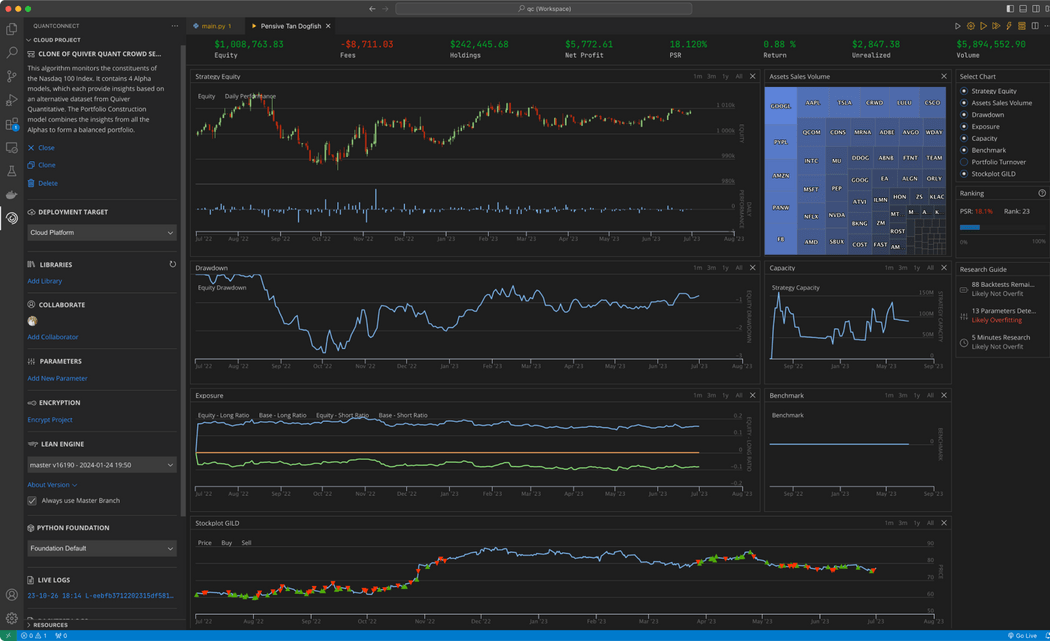 qc (Workspace)
QUANTCONNECT
CLOUD PROJECT
CLONE OF QUIVER QUANT CROWD SE...
This algorithm monitors the constituents of
the Nasdaq 100 Index. It contains 4 Alpha
models, which each provide insights based on
an alternative dataset from Quiver
Quantitative. The Portfolio Construction
model combines the insights from all the
Alphas to form a balanced portfolio.
Close
Clone
Delete
DEPLOYMENT TARGET
Cloud Platform
LIBRARIES
Add Library
COLLABORATE
Add Collaborator
PARAMETERS
Add New Parameter
ENCRYPTION
Encrypt Project
LEAN ENGINE
master v16190 - 2024-01-24 19:50
About Version
Always use Master Branch
PYTHON FOUNDATION
Foundation Default
LIVE LOGS
RESOURCES
main.py 1
Pensive Tan Dogfish
$1,008,763.83 -$8,711.03 $242,445.68 $5,772.61 18.120% 0.88 % $2,847.38 $5,894,552.90
Equity Fees Holdings Net Profit PSR Return Unrealized Volume
Strategy Equity
1m 3m 1y All
Equity Daily Performance
1.010k
1.000k
990k
980k
EQUITY
0
DAILY PERFORMANCE
Jul '22 Aug '22 Sep '22 Oct '22 Nov '22 Dec '22 Jan '23 Feb '23 Mar '23 Apr '23 May '23 Jun '23 Jul '23 Aug '23
Assets Sales Volume
GOOGL AAPL TSLA ERWD LULU ESCO
PYPL QCOM CDNS MRNA ADBE AVGO WDAY
AMZN INTC MU DDOG ABNB FTNT TEAM
GOOG EA ALGN ORLY
PANW MSFT PEP ATVI ILMN HON ZS KLAC
FB NFLX NVDA BKNG ZM MT M A K
AMD SBUX COST FAST ROST AM
Select Chart
Strategy Equity
Assets Sales Volume
Drawdown
Exposure
Capacity
Benchmark
Portfolio Turnover
Stockplot GILD
Ranking
PSR: 18.1% Rank: 23
0% 100%
Research Guide
88 Backtests Remai...
Likely Not Overfit
13 Parameters Dete...
Likely Overfitting
5 Minutes Research
Likely Not Overfit
Drawdown
1m 3m 1y All
Equity Drawdown
-1
-2
-3
EQUITY DRAWDOWN
Jul '22 Aug '22 Sep '22 Oct '22 Nov '22 Dec '22 Jan '23 Feb '23 Mar '23 Apr '23 May '23 Jun '23 Jul '23 Aug '23
Capacity
1m 3m 1y All
Strategy Capacity
150M
100M
50M
0
STRATEGY CAPACITY
Sep '22 Jan '23 May '23 Sep '23
Exposure
1m 3m 1y All
Equity - Long Ratio Base - Long Ratio Equity - Short Ratio Base - Short Ratio
0.2
0.1
0
-0.1
-0.2
EQUITY - LONG RATIO
Jul '22 Aug '22 Sep '22 Oct '22 Nov '22 Dec '22 Jan '23 Feb '23 Mar '23 Apr '23 May '23 Jun '23 Jul '23 Aug '23
Benchmark
1m 3m 1y All
Benchmark
0
BENCHMARK
Sep '22 Jan '23 May '23 Sep '23
Stockplot GILD
1m 3m 1y All
Price Buy Sell
90
80
70
60
50
PRICE
Jul '22 Aug '22 Sep '22 Oct '22 Nov '22 Dec '22 Jan '23 Feb '23 Mar '23 Apr '23 May '23 Jun '23 Jul '23 Aug '23
0 1 0
Go Live